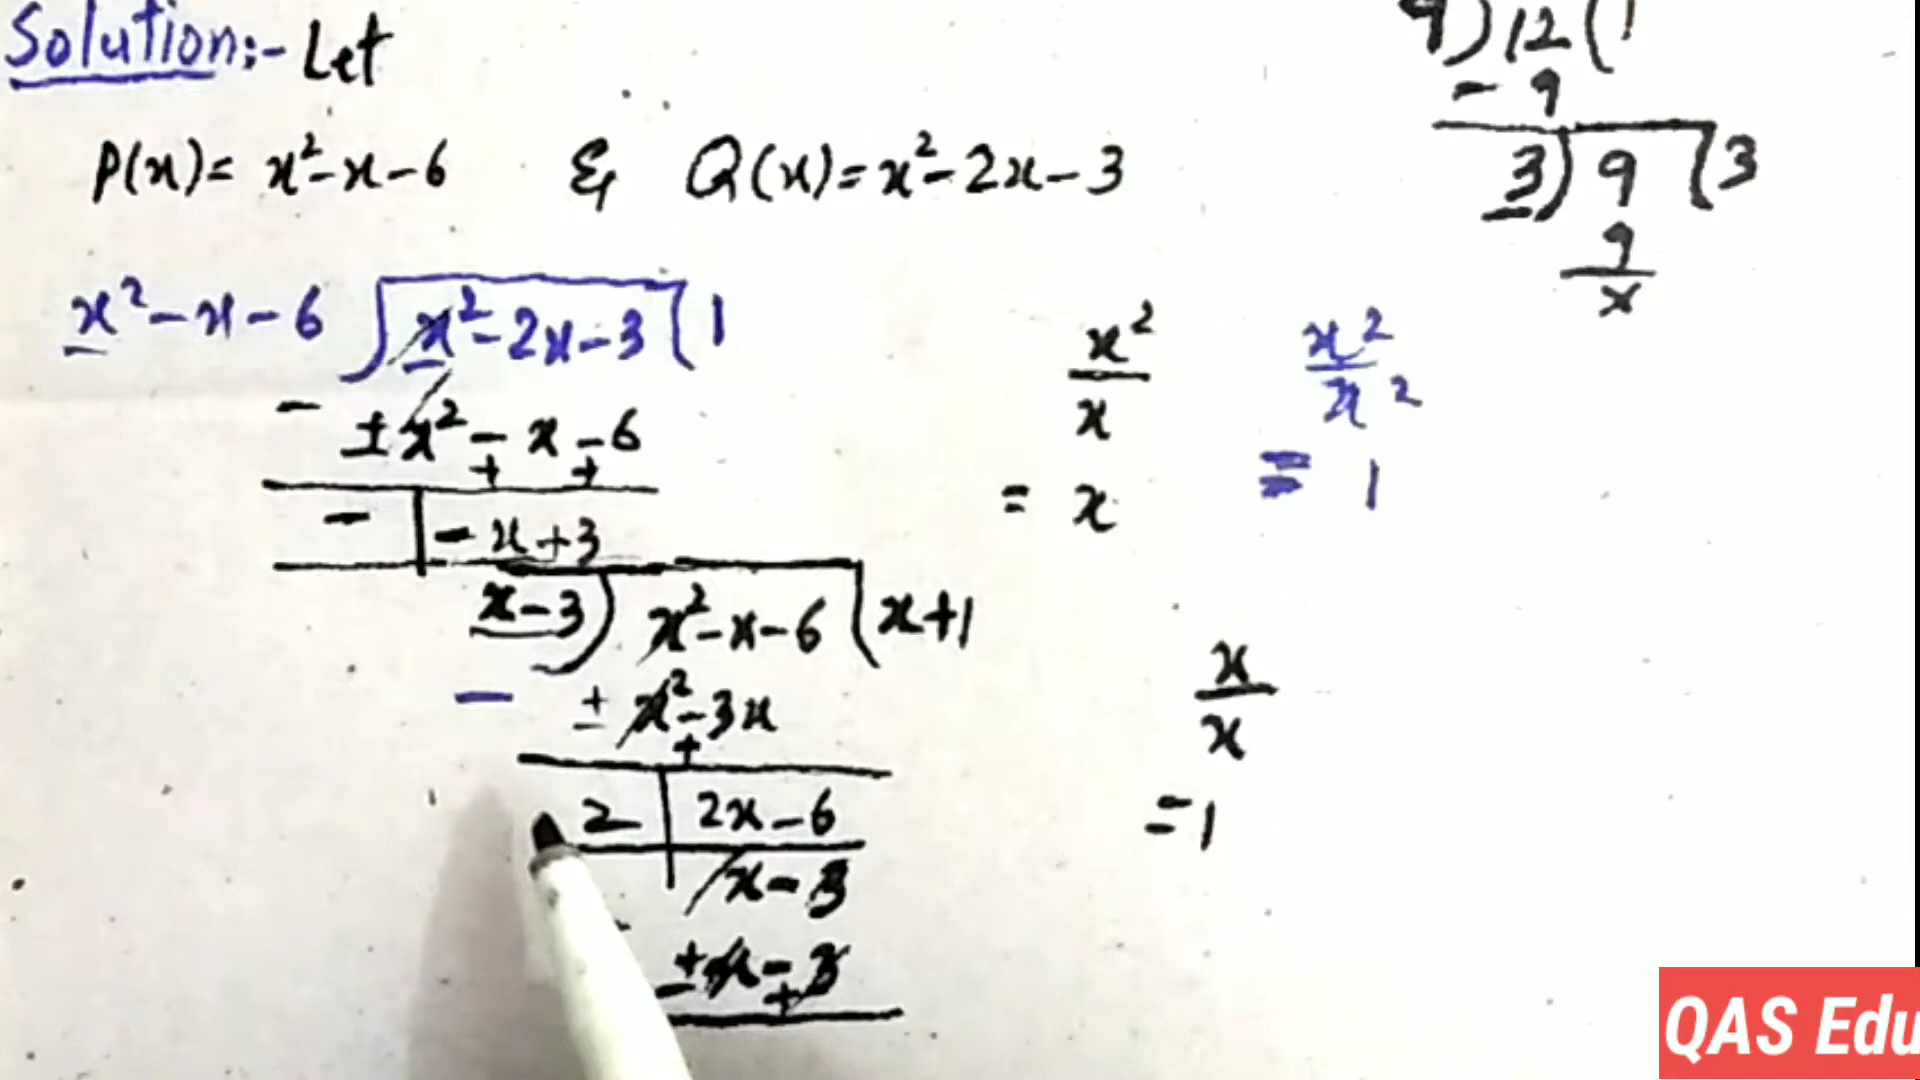 Solution:- Let
P(x)= x²-x-6 & Q(x)=x²-2x-3
x²-x-6 ) x²-2x-3 ( 1
- ± x² - x - 6
+ +
- | - x+3
x-3 ) x²-x-6 ( x+1
- ± x² - 3x
+
2 | 2x-6
x-3
± x - 3
+
9 ) 12 ( 1
- 9
3 ) 9 ( 3
9
x
x²
x
= x
x²
x²
= 1
x
x
= 1
QAS Edu